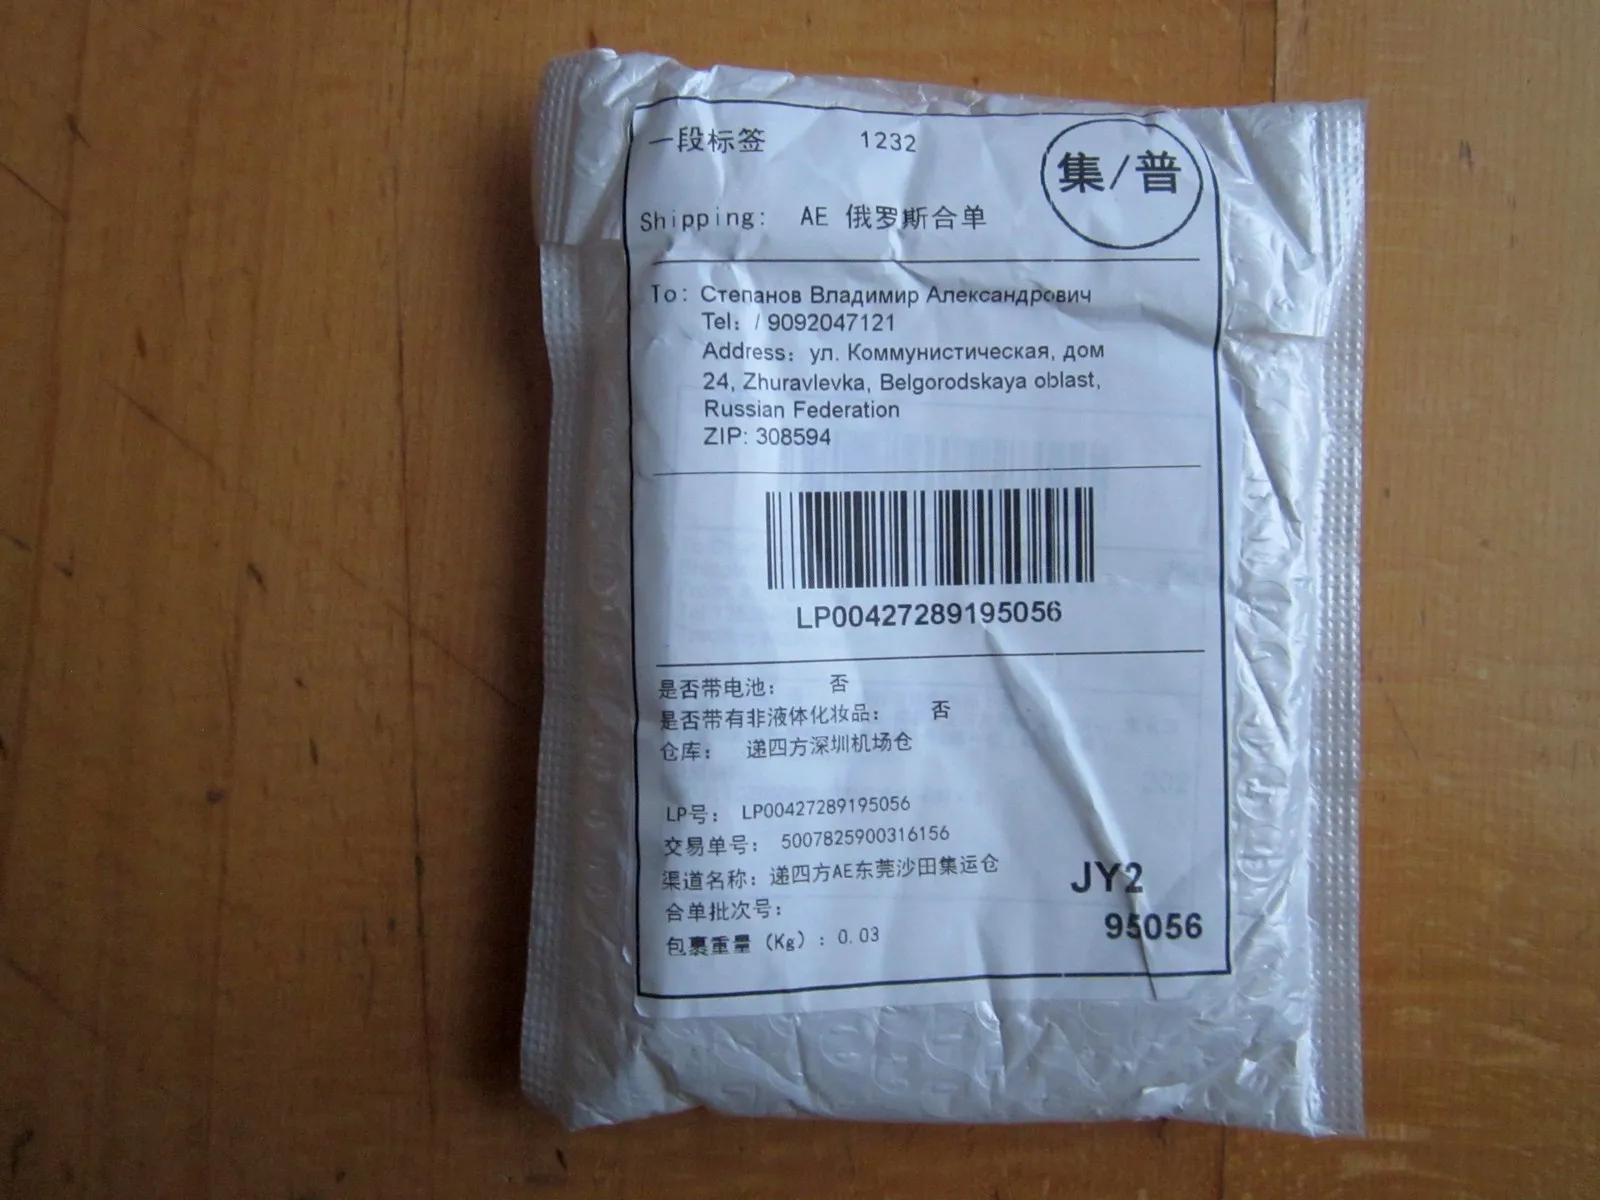 一段标签 1232
集/普
Shipping: AE 俄罗斯合单
To: Степанов Владимир Александрович
Tel: / 9092047121
Address: ул. Коммунистическая, дом
24, Zhuravlevka, Belgorodskaya oblast,
Russian Federation
ZIP: 308594
LP00427289195056
是否带电池: 否
是否带有非液体化妆品: 否
仓库: 递四方深圳机场仓
LP号: LP00427289195056
交易单号: 5007825900316156
渠道名称: 递四方AE东莞沙田集运仓
合单批次号:
包裹重量 (Kg) : 0.03
JY2
95056